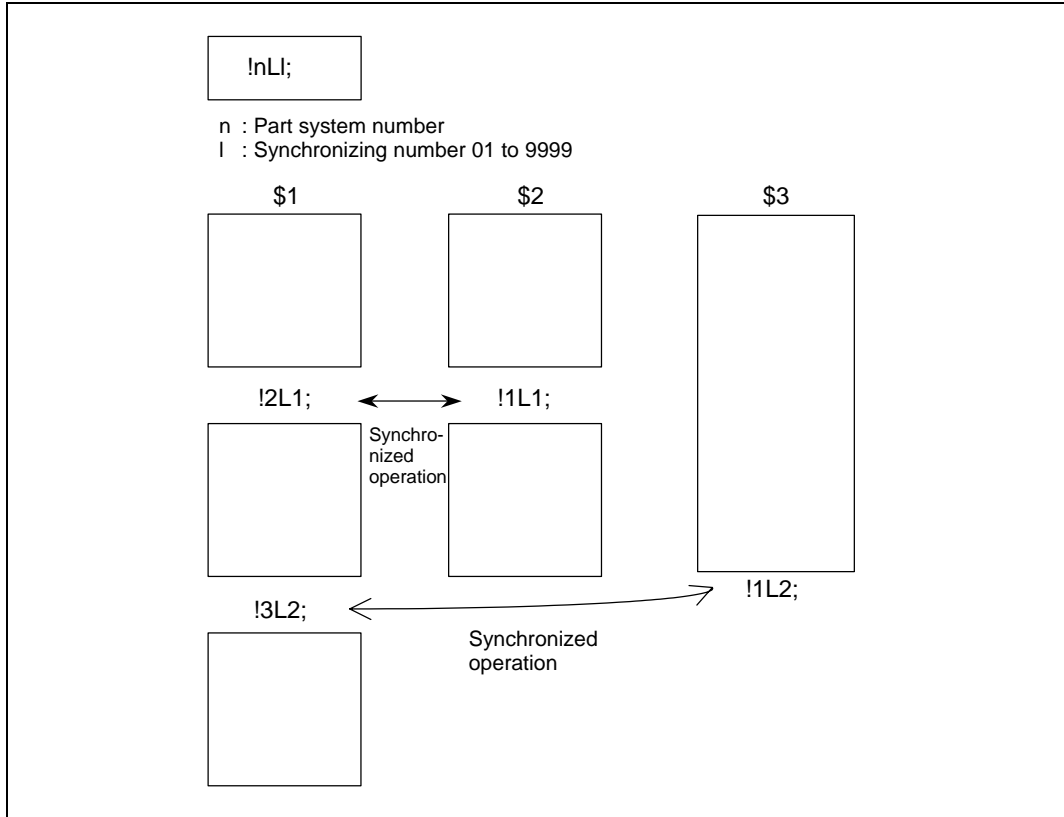 !nLl;
n : Part system number
l : Synchronizing number 01 to 9999
$1 $2 $3
!2L1; !1L1;
Synchro-
nized
operation
!1L2;
!3L2;
Synchronized
operation